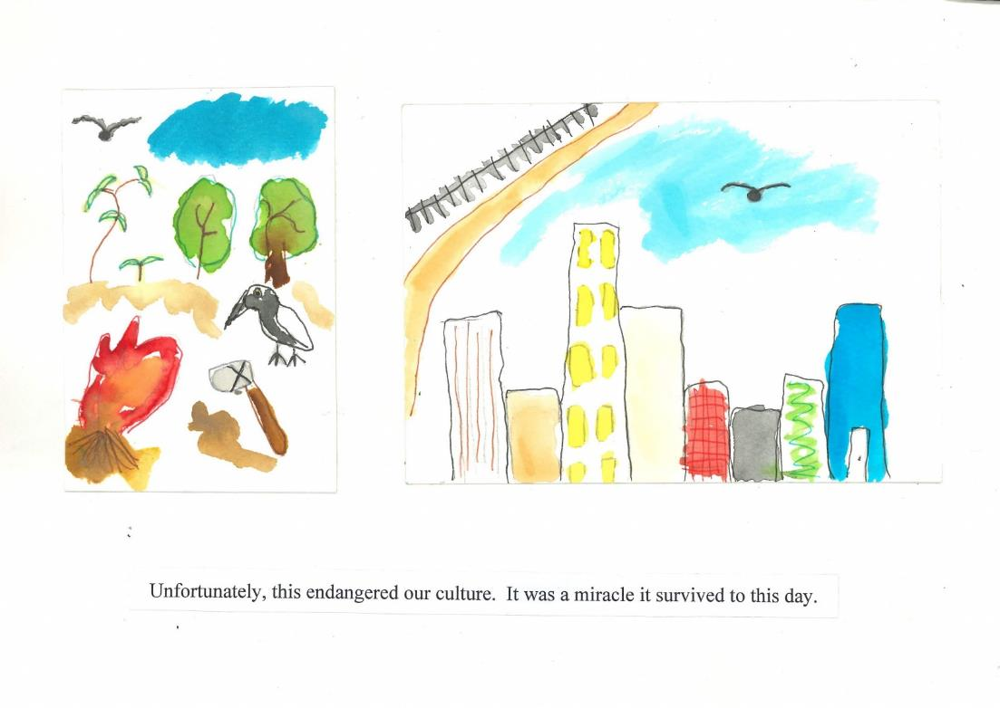 Unfortunately, this endangered our culture.  It was a miracle it survived to this day.